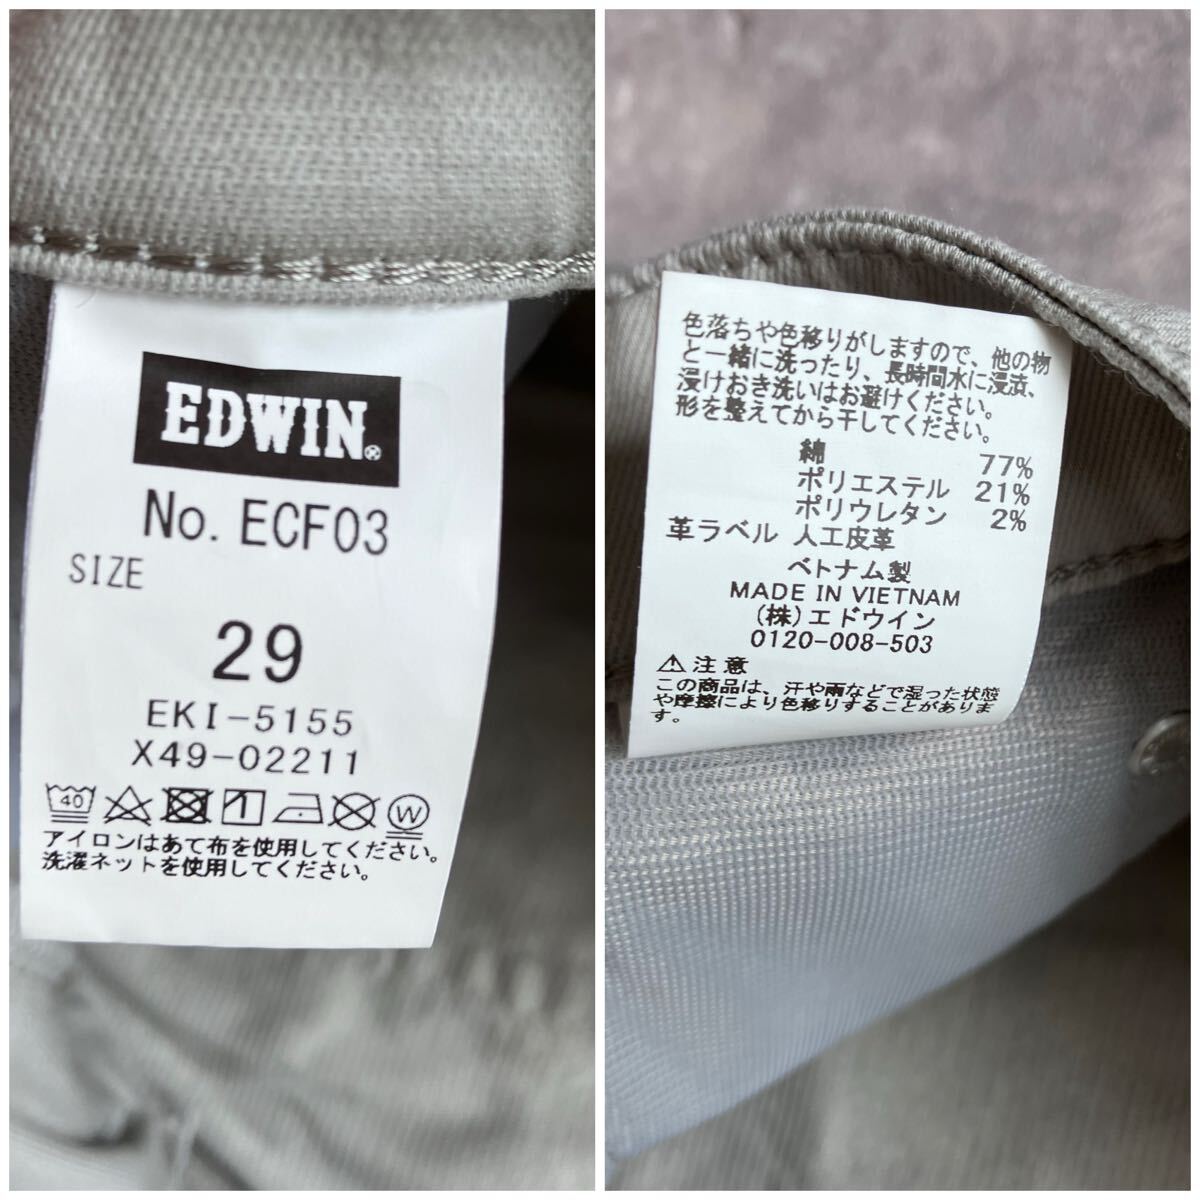 EDWIN®
No. ECF03
SIZE
29
EKI-5155
X49-02211
40
W
アイロンはあて布を使用してください。
洗濯ネットを使用してください。
色落ちや色移りがしますので、他の物
と一緒に洗ったり、長時間水に浸漬、
浸けおき洗いはお避けください。
形を整えてから干してください。
綿 77%
ポリエステル 21%
ポリウレタン 2%
革ラベル 人工皮革
ベトナム製
MADE IN VIETNAM
(株)エドウイン
0120-008-503
⚠注意
この商品は、汗や雨などで湿った状態
や摩擦により色移りすることがありま
す。